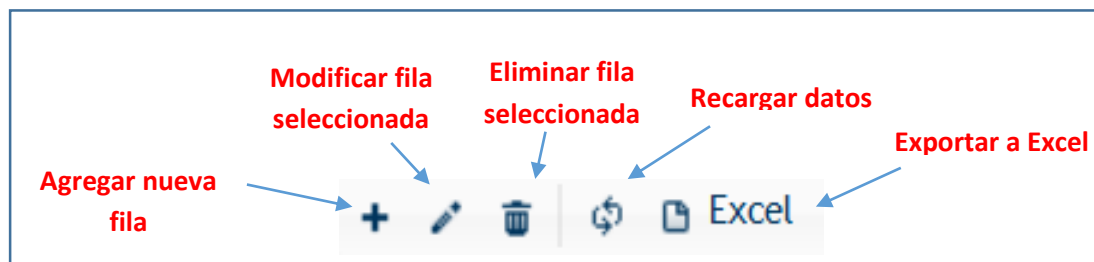 Modificar fila
seleccionada
Eliminar fila
seleccionada
Recargar datos
Exportar a Excel
Agregar nueva
fila
Excel